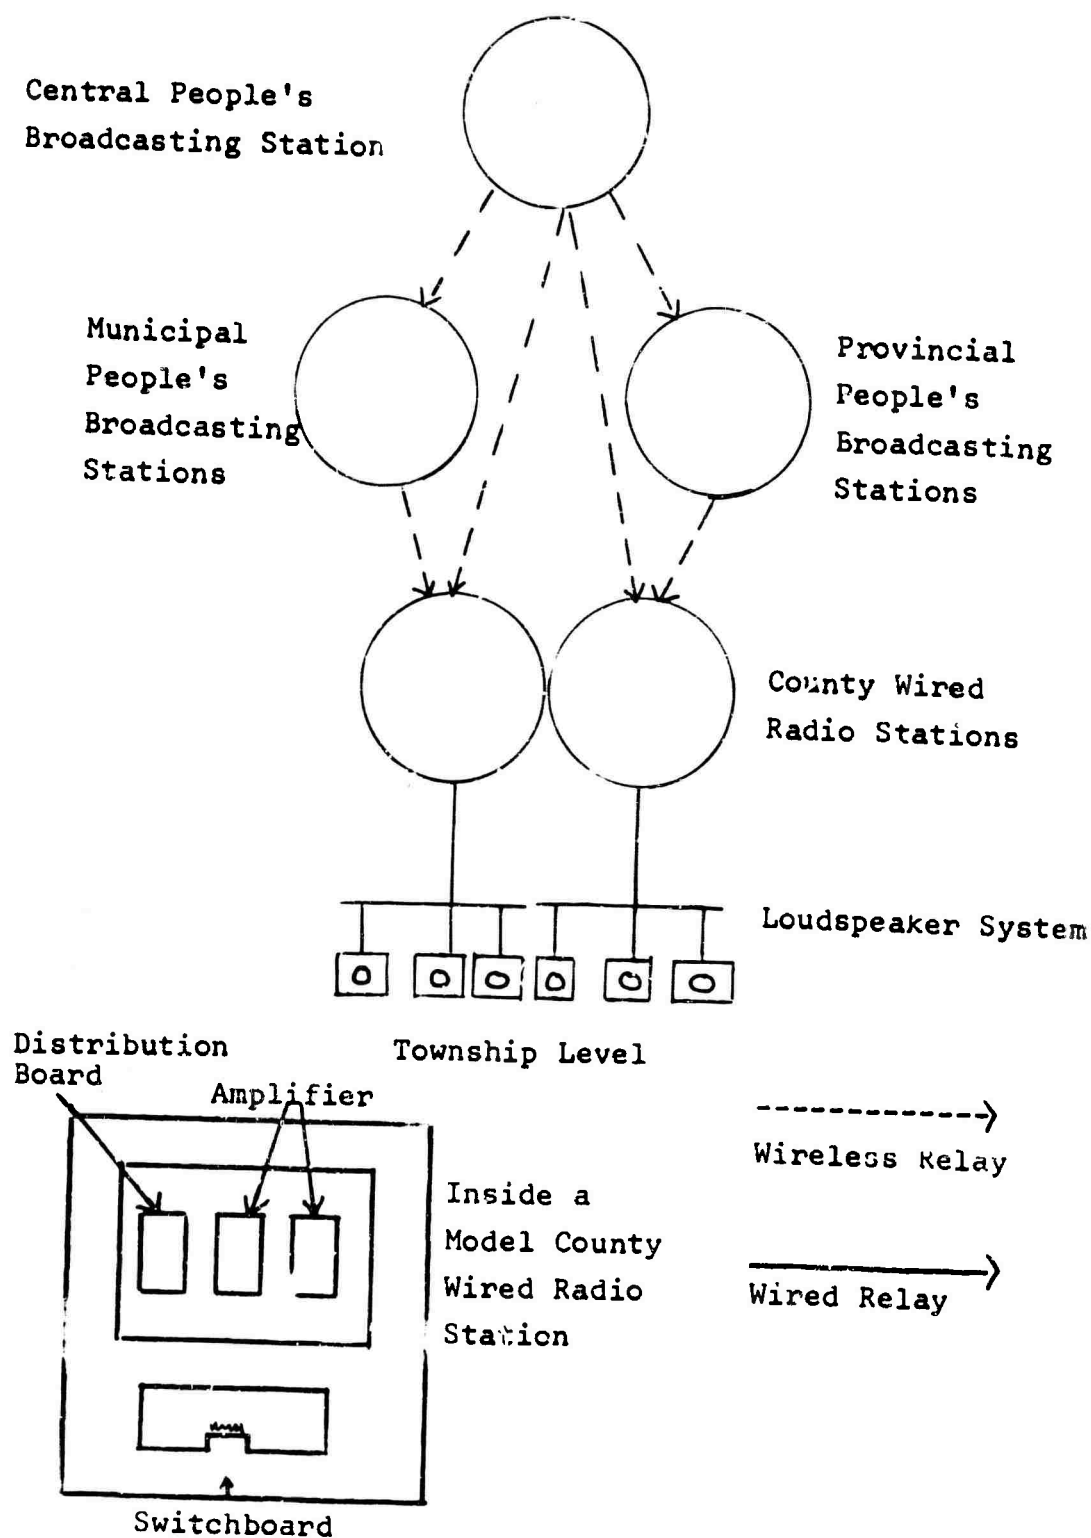 Central People's
Broadcasting Station
Municipal
People's
Broadcasting
Stations
Provincial
People's
Broadcasting
Stations
County Wired
Radio Stations
Loudspeaker System
Township Level
Distribution
Board
Amplifier
Inside a
Model County
Wired Radio
Station
Switchboard
Wireless Relay
Wired Relay